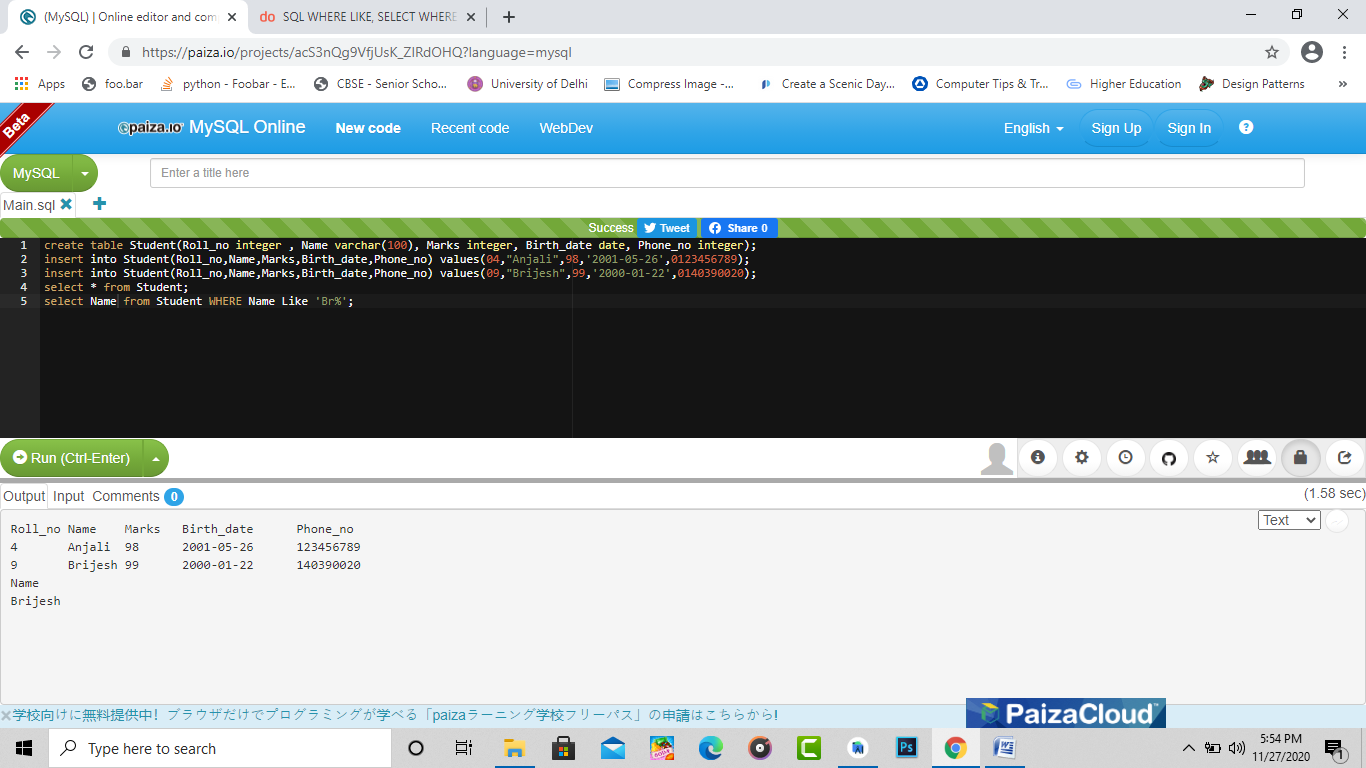 (MySQL) | Online editor and com
do SQL WHERE LIKE, SELECT WHERE
https://paiza.io/projects/acS3nQg9VfjUsK_ZIRdOHQ?language=mysql
Apps foo.bar python - Foobar - E... CBSE - Senior Scho... University of Delhi Compress Image -... Create a Scenic Day... Computer Tips & Tr... Higher Education Design Patterns »
Beta
paiza.io MySQL Online New code Recent code WebDev English Sign Up Sign In ?
MySQL Enter a title here
Main.sql
Success Tweet Share 0
1 create table Student(Roll_no integer , Name varchar(100), Marks integer, Birth_date date, Phone_no integer);
2 insert into Student(Roll_no,Name,Marks,Birth_date,Phone_no) values(04,"Anjali",98,'2001-05-26',0123456789);
3 insert into Student(Roll_no,Name,Marks,Birth_date,Phone_no) values(09,"Brijesh",99,'2000-01-22',0140390020);
4 select * from Student;
5 select Name from Student WHERE Name Like 'Br%';
Run (Ctrl-Enter)
Output Input Comments 0 (1.58 sec)
Text
Roll_no Name Marks Birth_date Phone_no
4 Anjali 98 2001-05-26 123456789
9 Brijesh 99 2000-01-22 140390020
Name
Brijesh
学校向けに無料提供中! ブラウザだけでプログラミングが学べる「paizaラーニング学校フリーパス」の申請はこちらから!
PaizaCloud™
Type here to search
Ps
5:54 PM
11/27/2020
1